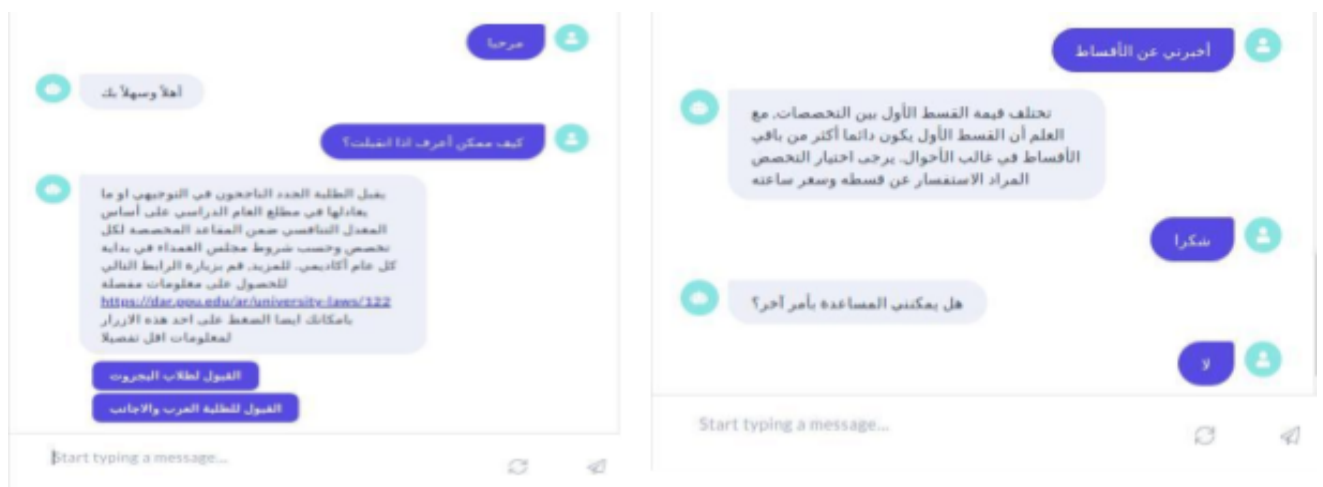 مرحبا
أهلاً وسهلاً بك
كيف ممكن أعرف اذا انقبلت؟
يقبل الطلبة الجدد الناجحون في التوجيهي او ما
يعادلها في مطلع العام الدراسي على أساس
المعدل التنافسي ضمن المقاعد المخصصة لكل
تخصص وحسب شروط مجلس العمداء في بداية
كل عام أكاديمي. للمزيد, قم بزيارة الرابط التالي
للحصول على معلومات مفصلة
https://dar.ppu.edu/ar/university-laws/122
بامكانك ايضا الضغط على احد هذه الازرار
لمعلومات اقل تفصيلا
القبول لطلاب البجروت
القبول للطلبة العرب والاجانب
Start typing a message...
أخبرني عن الأقساط
تختلف قيمة القسط الأول بين التخصصات, مع
العلم أن القسط الأول يكون دائما أكثر من باقي
الأقساط في غالب الأحوال. يرجى اختيار التخصص
المراد الاستفسار عن قسطه وسعر ساعته
شكرا
هل يمكنني المساعدة بأمر آخر؟
لا
Start typing a message...